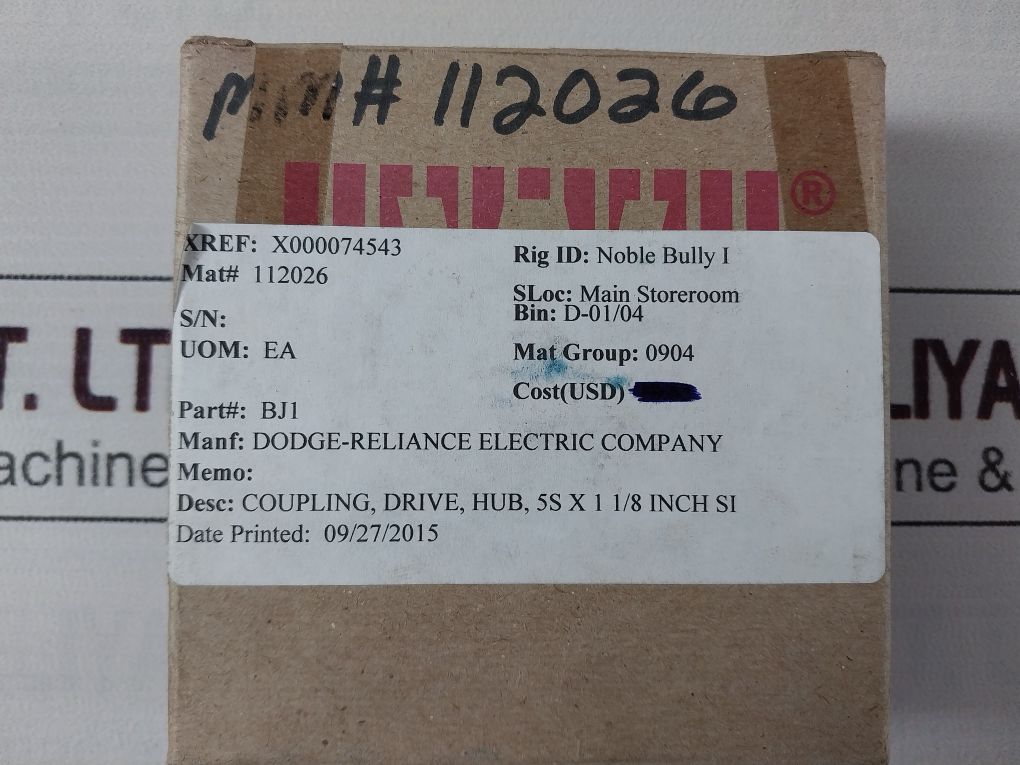 mm# 112026
®
XREF: X000074543
Mat# 112026
S/N:
UOM: EA
Part#: BJ1
Manf: DODGE-RELIANCE ELECTRIC COMPANY
Memo:
Desc: COUPLING, DRIVE, HUB, 5S X 1 1/8 INCH SI
Date Printed: 09/27/2015
Rig ID: Noble Bully I
SLoc: Main Storeroom
Bin: D-01/04
Mat Group: 0904
Cost(USD)
T. LT
achine
LIYA
ne &